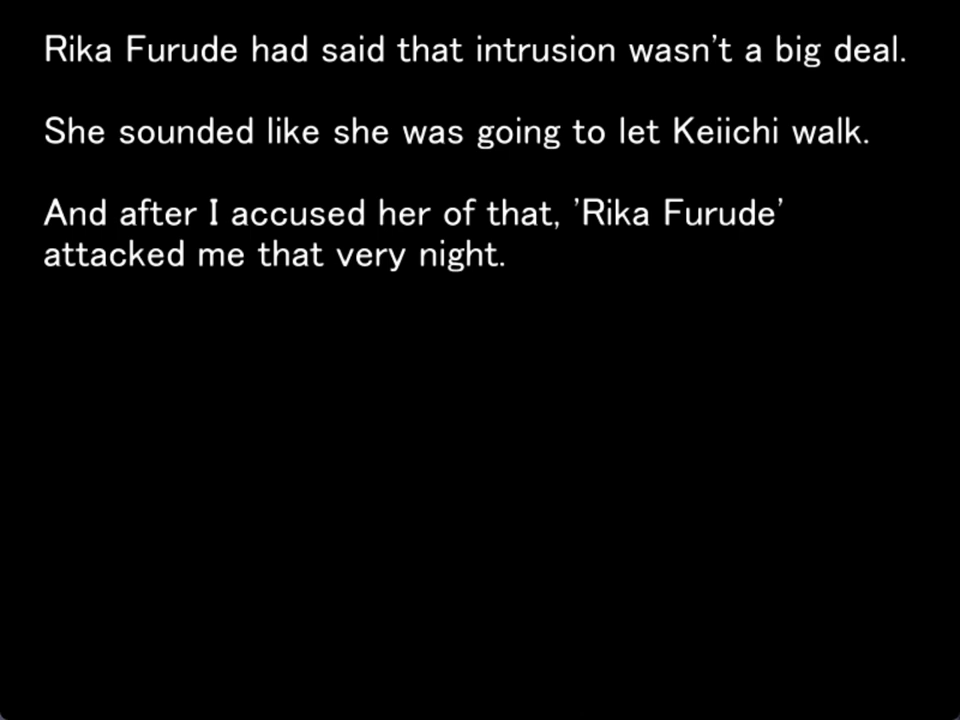 Rika Furude had said that intrusion wasn't a big deal.
She sounded like she was going to let Keiichi walk.
And after I accused her of that, 'Rika Furude'
attacked me that very night.